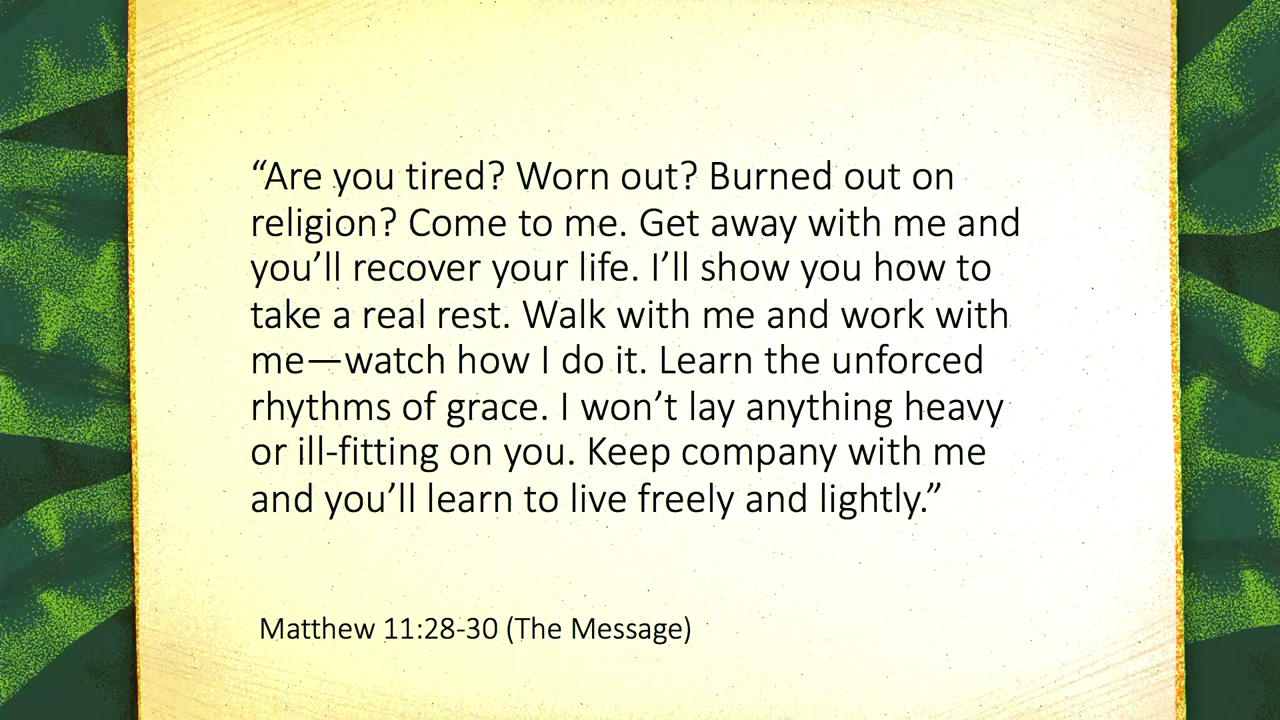 “Are you tired? Worn out? Burned out on
religion? Come to me. Get away with me and
you’ll recover your life. I’ll show you how to
take a real rest. Walk with me and work with
me—watch how I do it. Learn the unforced
rhythms of grace. I won’t lay anything heavy
or ill-fitting on you. Keep company with me
and you’ll learn to live freely and lightly.”
Matthew 11:28-30 (The Message)